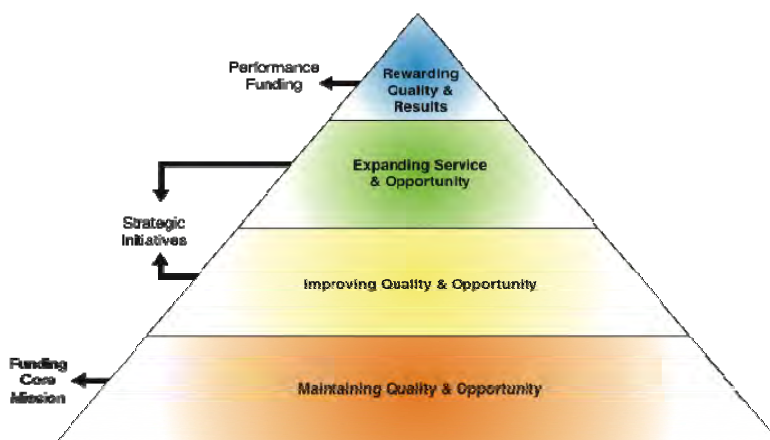 Performance
Funding
Rewarding
Quality &
Results
Expanding Service
& Opportunity
Strategic
Initiatives
Improving Quality & Opportunity
Funding
Core
Mission
Maintaining Quality & Opportunity